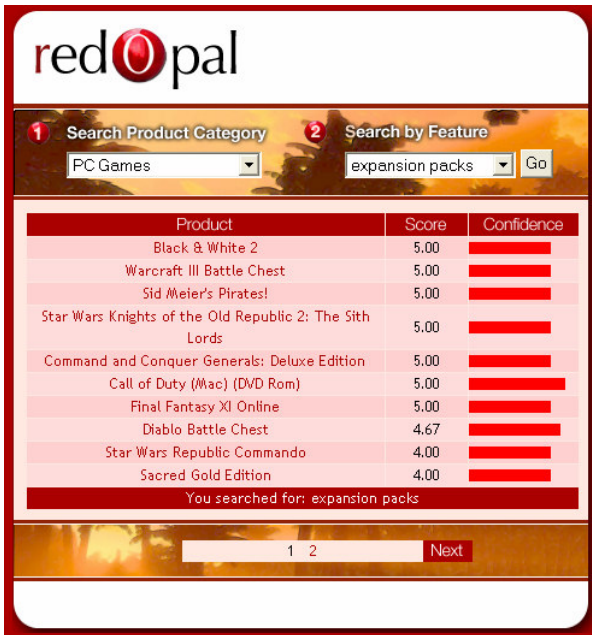 redOpal
1 Search Product Category 2 Search by Feature
PC Games expansion packs Go
Product Score Confidence
Black & White 2 5.00
Warcraft III Battle Chest 5.00
Sid Meier's Pirates! 5.00
Star Wars Knights of the Old Republic 2: The Sith
Lords 5.00
Command and Conquer Generals: Deluxe Edition 5.00
Call of Duty (Mac) (DVD Rom) 5.00
Final Fantasy XI Online 5.00
Diablo Battle Chest 4.67
Star Wars Republic Commando 4.00
Sacred Gold Edition 4.00
You searched for: expansion packs
1 2 Next